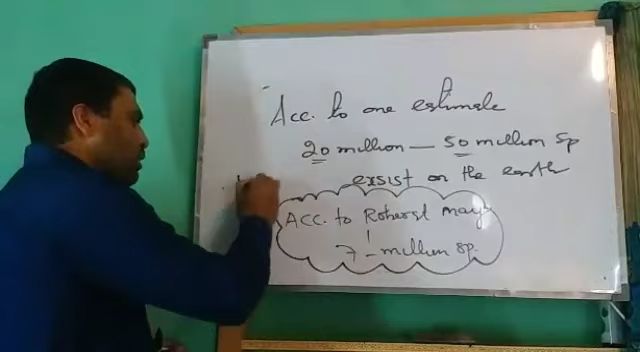 Acc. to one estimate
20 million — 50 million Sp
exsist on the earth
ACC. to Roherst may
7 - million sp.